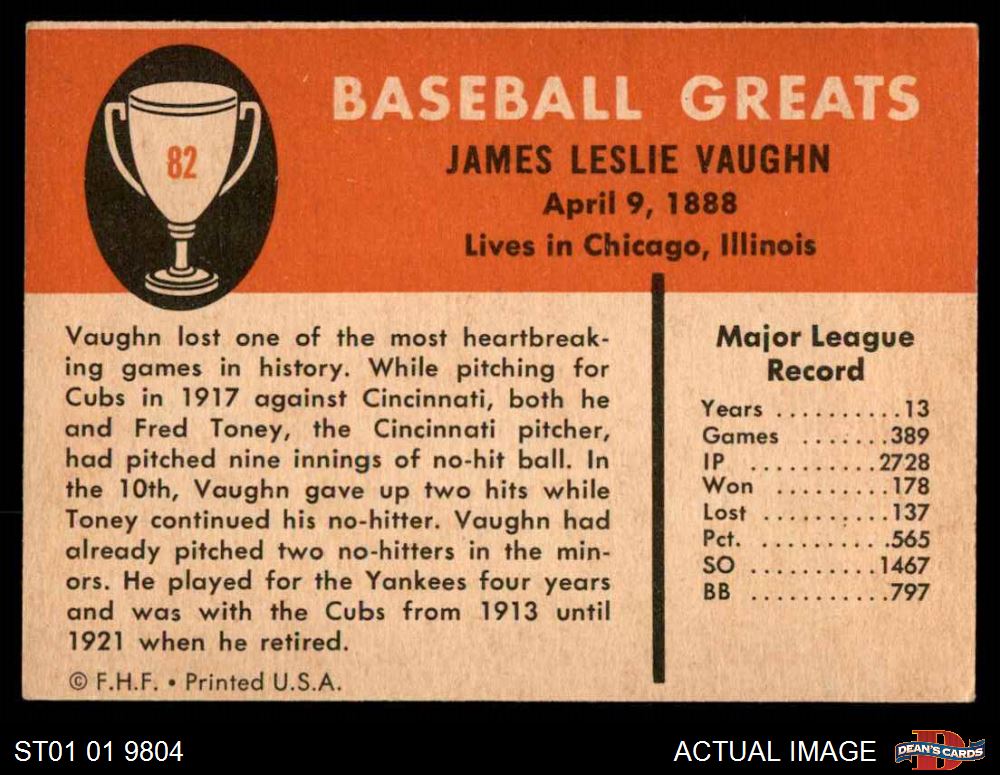 82
BASEBALL GREATS
JAMES LESLIE VAUGHN
April 9, 1888
Lives in Chicago, Illinois
Vaughn lost one of the most heartbreak-
ing games in history. While pitching for
Cubs in 1917 against Cincinnati, both he
and Fred Toney, the Cincinnati pitcher,
had pitched nine innings of no-hit ball. In
the 10th, Vaughn gave up two hits while
Toney continued his no-hitter. Vaughn had
already pitched two no-hitters in the min-
ors. He played for the Yankees four years
and was with the Cubs from 1913 until
1921 when he retired.
© F.H.F. • Printed U.S.A.
Major League
Record
Years ..........13
Games .......389
IP ..........2728
Won .........178
Lost .........137
Pct. ..........565
SO ..........1467
BB ...........797
ST01 01 9804
ACTUAL IMAGE
D
DEAN'S CARDS